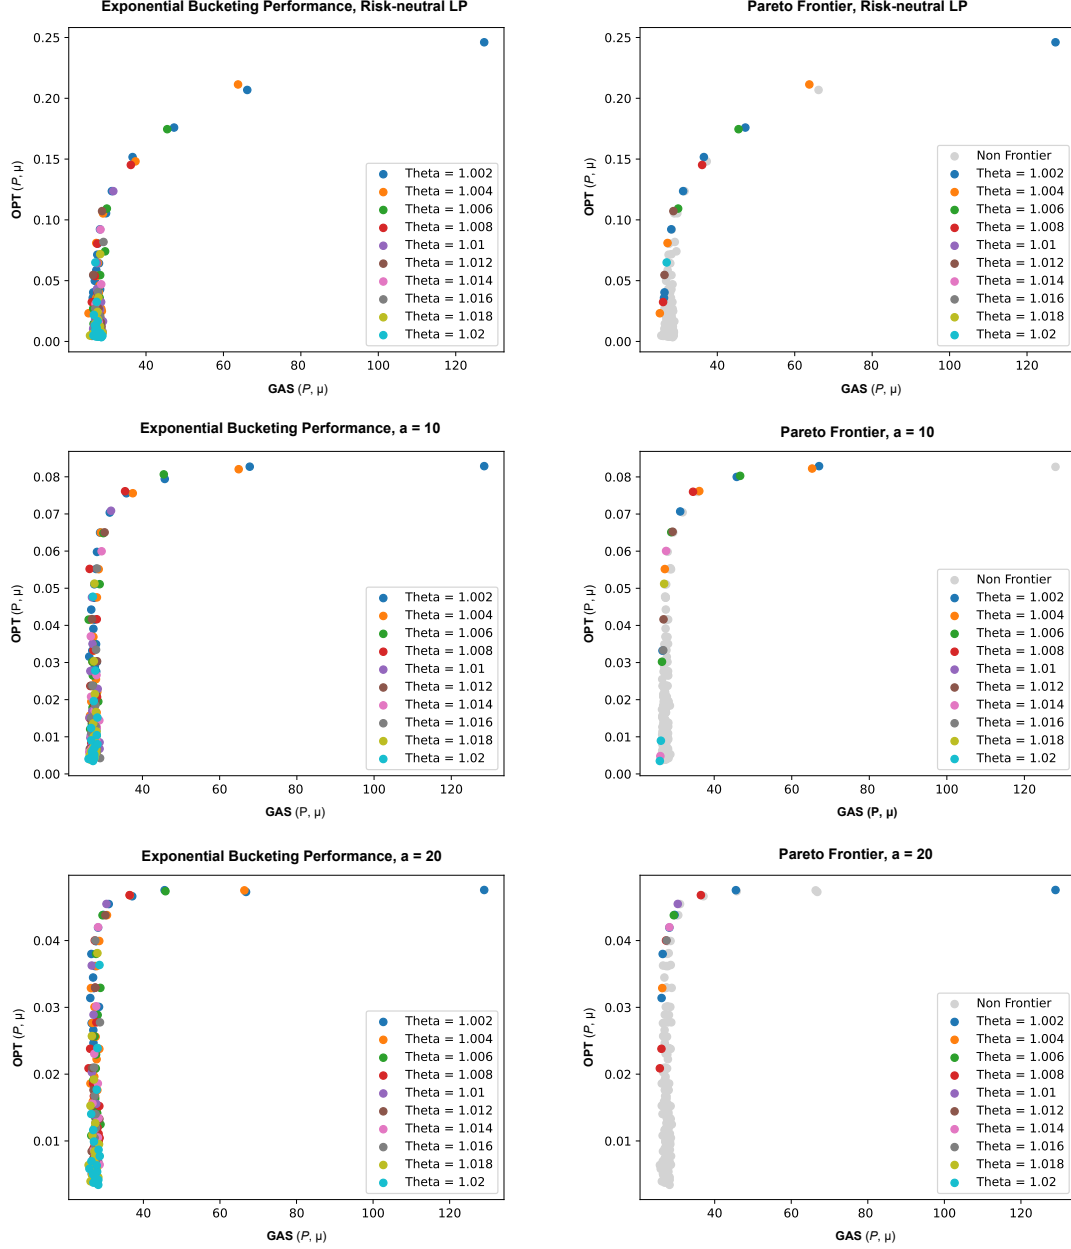 Exponential Bucketing Performance, Risk-neutral LP
0.25
0.20
0.15
0.10
0.05
0.00
OPT (P, μ)
40
60
80
100
120
GAS (P, μ)
Theta = 1.002
Theta = 1.004
Theta = 1.006
Theta = 1.008
Theta = 1.01
Theta = 1.012
Theta = 1.014
Theta = 1.016
Theta = 1.018
Theta = 1.02
Pareto Frontier, Risk-neutral LP
0.25
0.20
0.15
0.10
0.05
0.00
OPT (P, μ)
40
60
80
100
120
GAS (P, μ)
Non Frontier
Theta = 1.002
Theta = 1.004
Theta = 1.006
Theta = 1.008
Theta = 1.01
Theta = 1.012
Theta = 1.014
Theta = 1.016
Theta = 1.018
Theta = 1.02
Exponential Bucketing Performance, a = 10
0.08
0.07
0.06
0.05
0.04
0.03
0.02
0.01
0.00
OPT (P, μ)
40
60
80
100
120
GAS (P, μ)
Theta = 1.002
Theta = 1.004
Theta = 1.006
Theta = 1.008
Theta = 1.01
Theta = 1.012
Theta = 1.014
Theta = 1.016
Theta = 1.018
Theta = 1.02
Pareto Frontier, a = 10
0.08
0.07
0.06
0.05
0.04
0.03
0.02
0.01
0.00
OPT (P, μ)
40
60
80
100
120
GAS (P, μ)
Non Frontier
Theta = 1.002
Theta = 1.004
Theta = 1.006
Theta = 1.008
Theta = 1.01
Theta = 1.012
Theta = 1.014
Theta = 1.016
Theta = 1.018
Theta = 1.02
Exponential Bucketing Performance, a = 20
0.04
0.03
0.02
0.01
OPT (P, μ)
40
60
80
100
120
GAS (P, μ)
Theta = 1.002
Theta = 1.004
Theta = 1.006
Theta = 1.008
Theta = 1.01
Theta = 1.012
Theta = 1.014
Theta = 1.016
Theta = 1.018
Theta = 1.02
Pareto Frontier, a = 20
0.04
0.03
0.02
0.01
OPT (P, μ)
40
60
80
100
120
GAS (P, μ)
Non Frontier
Theta = 1.002
Theta = 1.004
Theta = 1.006
Theta = 1.008
Theta = 1.01
Theta = 1.012
Theta = 1.014
Theta = 1.016
Theta = 1.018
Theta = 1.02